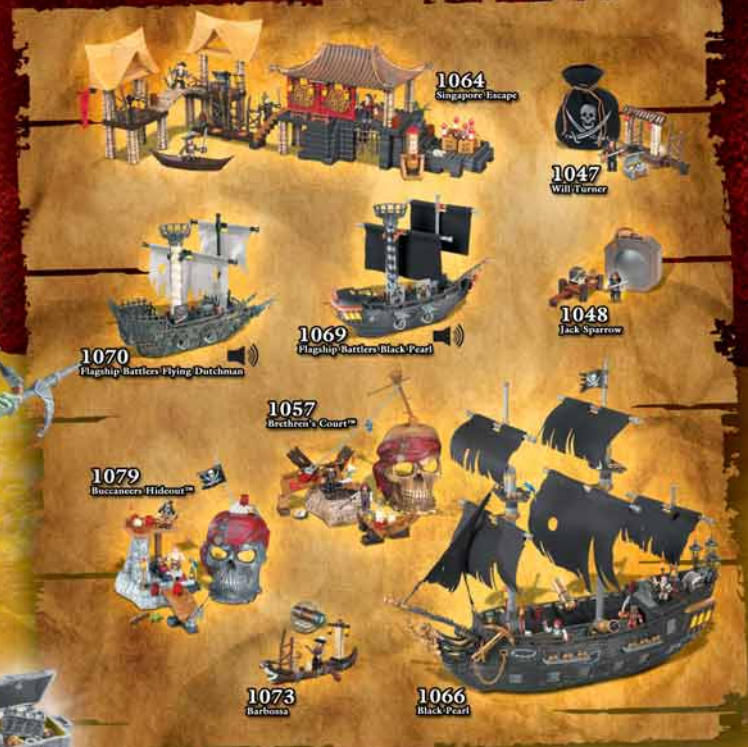 1064
Singapore Escape
1047
Will Turner
1048
Jack Sparrow
1070
Flagship Battlers Flying Dutchman
1069
Flagship Battlers Black Pearl
1057
Brethren's Court™
1079
Buccaneers Hideout™
1073
Barbossa
1066
Black Pearl